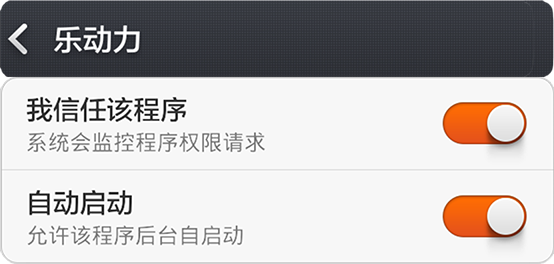 乐动力
我信任该程序
系统会监控程序权限请求
自动启动
允许该程序后台自启动